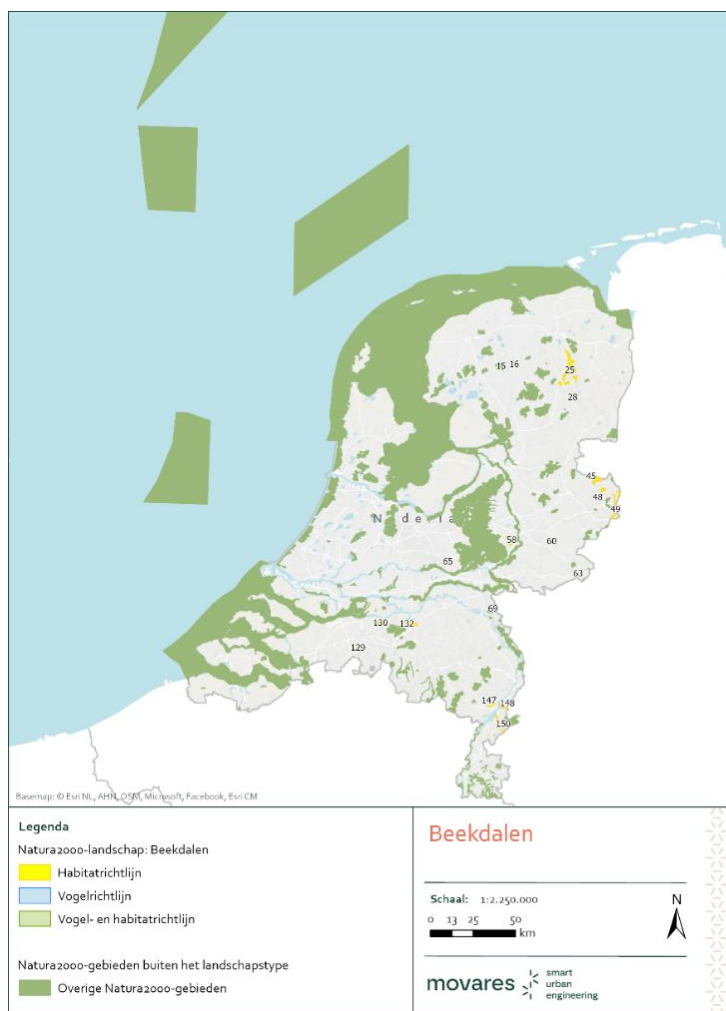 15 16
25
28
45
48
49
N d e r l a
58
60
65
63
69
130 132
129
147 148
150
Basemap: © Esri NL, AHN, OSM, Microsoft, Facebook, Esri CM
Legenda
Natura2000-landschap: Beekdalen
Habitatrichtlijn
Vogelrichtlijn
Vogel- en habitatrichtlijn
Natura2000-gebieden buiten het landschapstype
Overige Natura2000-gebieden
Beekdalen
Schaal: 1:2.250.000
0 13 25 50
km
N
movares
smart
urban
engineering